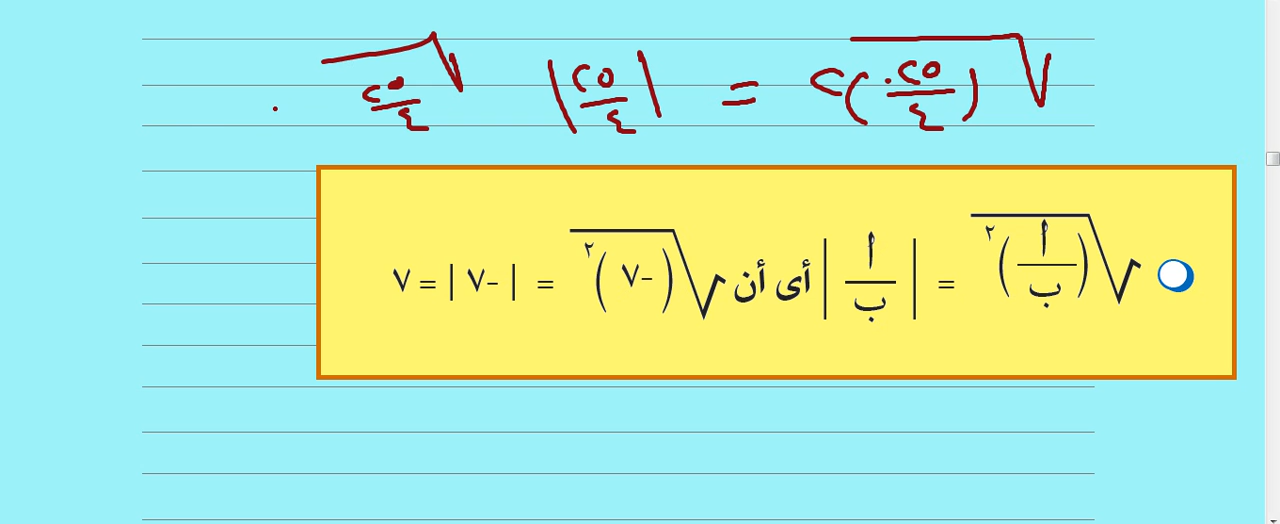 √(٢٥/٤)٢ = |٢٥/٤| √٢٥/٤
√(أ/ب)٢ = |أ/ب| أى أن √(-٧)٢ = |-٧| = ٧